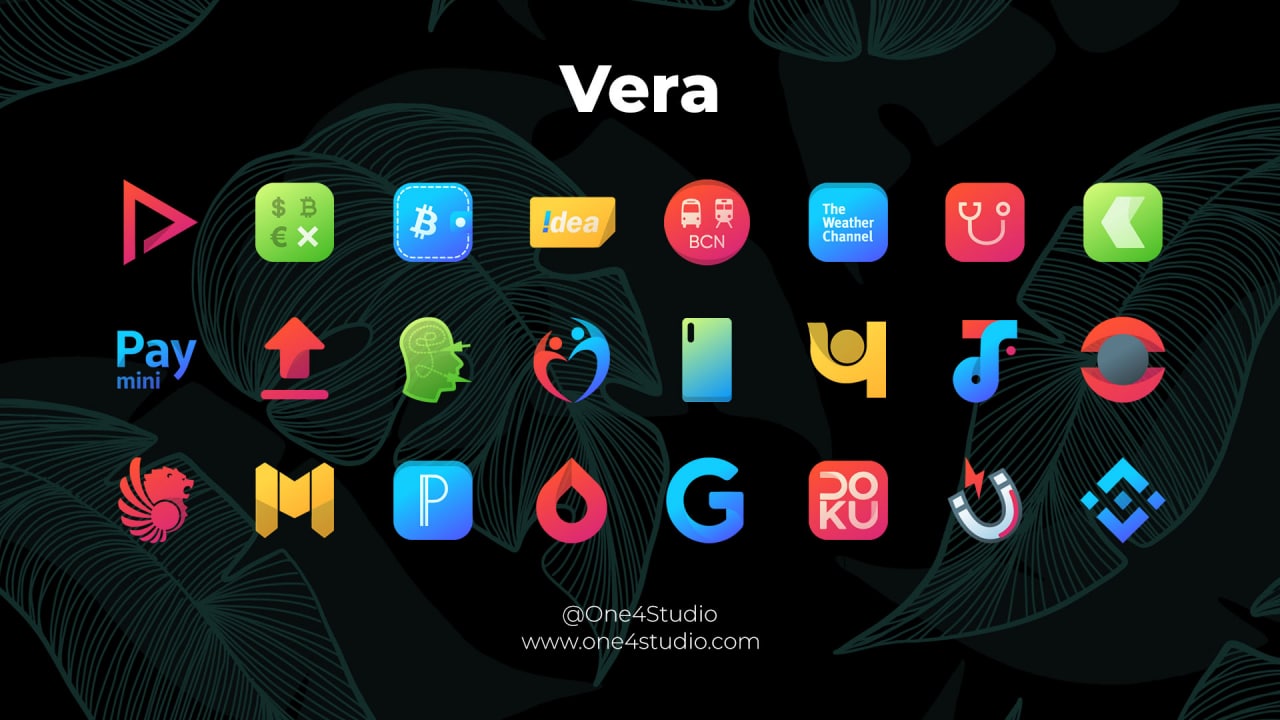 Vera
$ ₿
€ ×
₿
!dea
BCN
The
Weather
Channel
Pay
mini
P
G
DO
KU
@One4Studio
www.one4studio.com